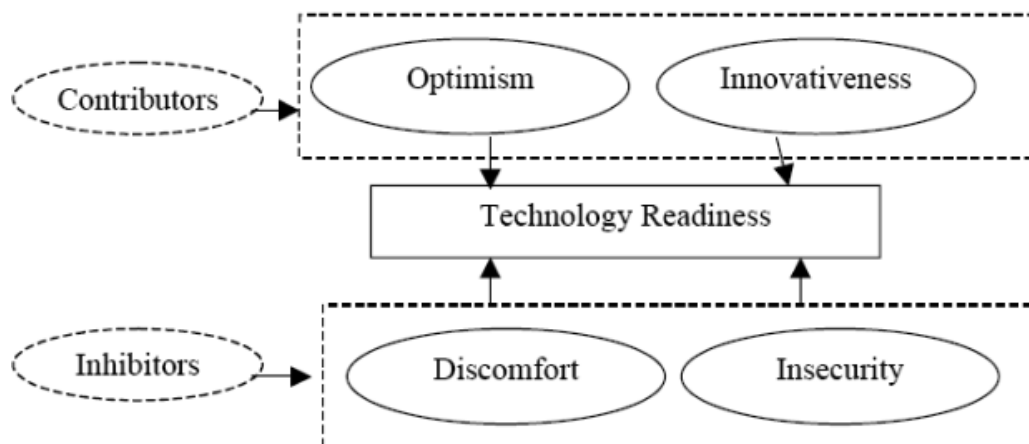 Optimism
Innovativeness
Contributors
Technology Readiness
Inhibitors
Discomfort
Insecurity